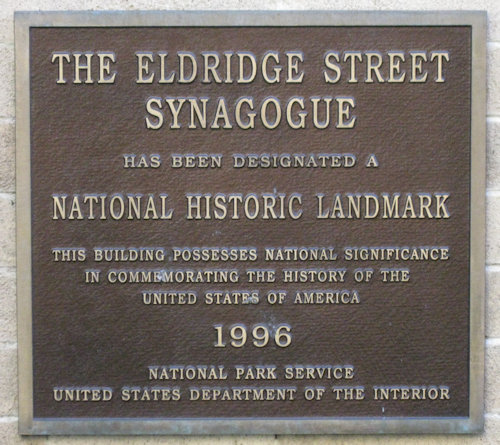 THE ELDRIDGE STREET
SYNAGOGUE
HAS BEEN DESIGNATED A
NATIONAL HISTORIC LANDMARK
THIS BUILDING POSSESSES NATIONAL SIGNIFICANCE
IN COMMEMORATING THE HISTORY OF THE
UNITED STATES OF AMERICA
1996
NATIONAL PARK SERVICE
UNITED STATES DEPARTMENT OF THE INTERIOR